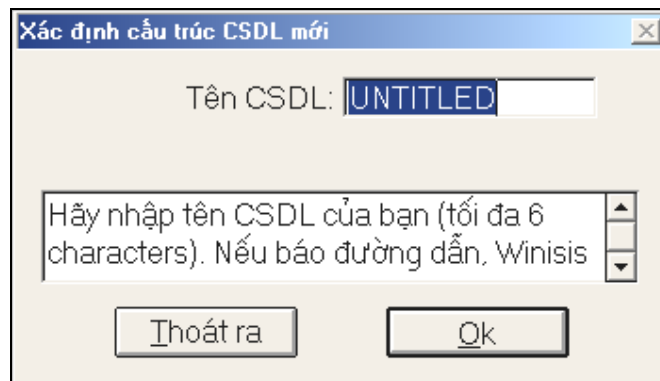 Xác định cấu trúc CSDL mới
Tên CSDL: UNTITLED
Hãy nhập tên CSDL của bạn (tối đa 6
characters). Nếu báo đường dẫn, Winisis
Thoát ra
Ok